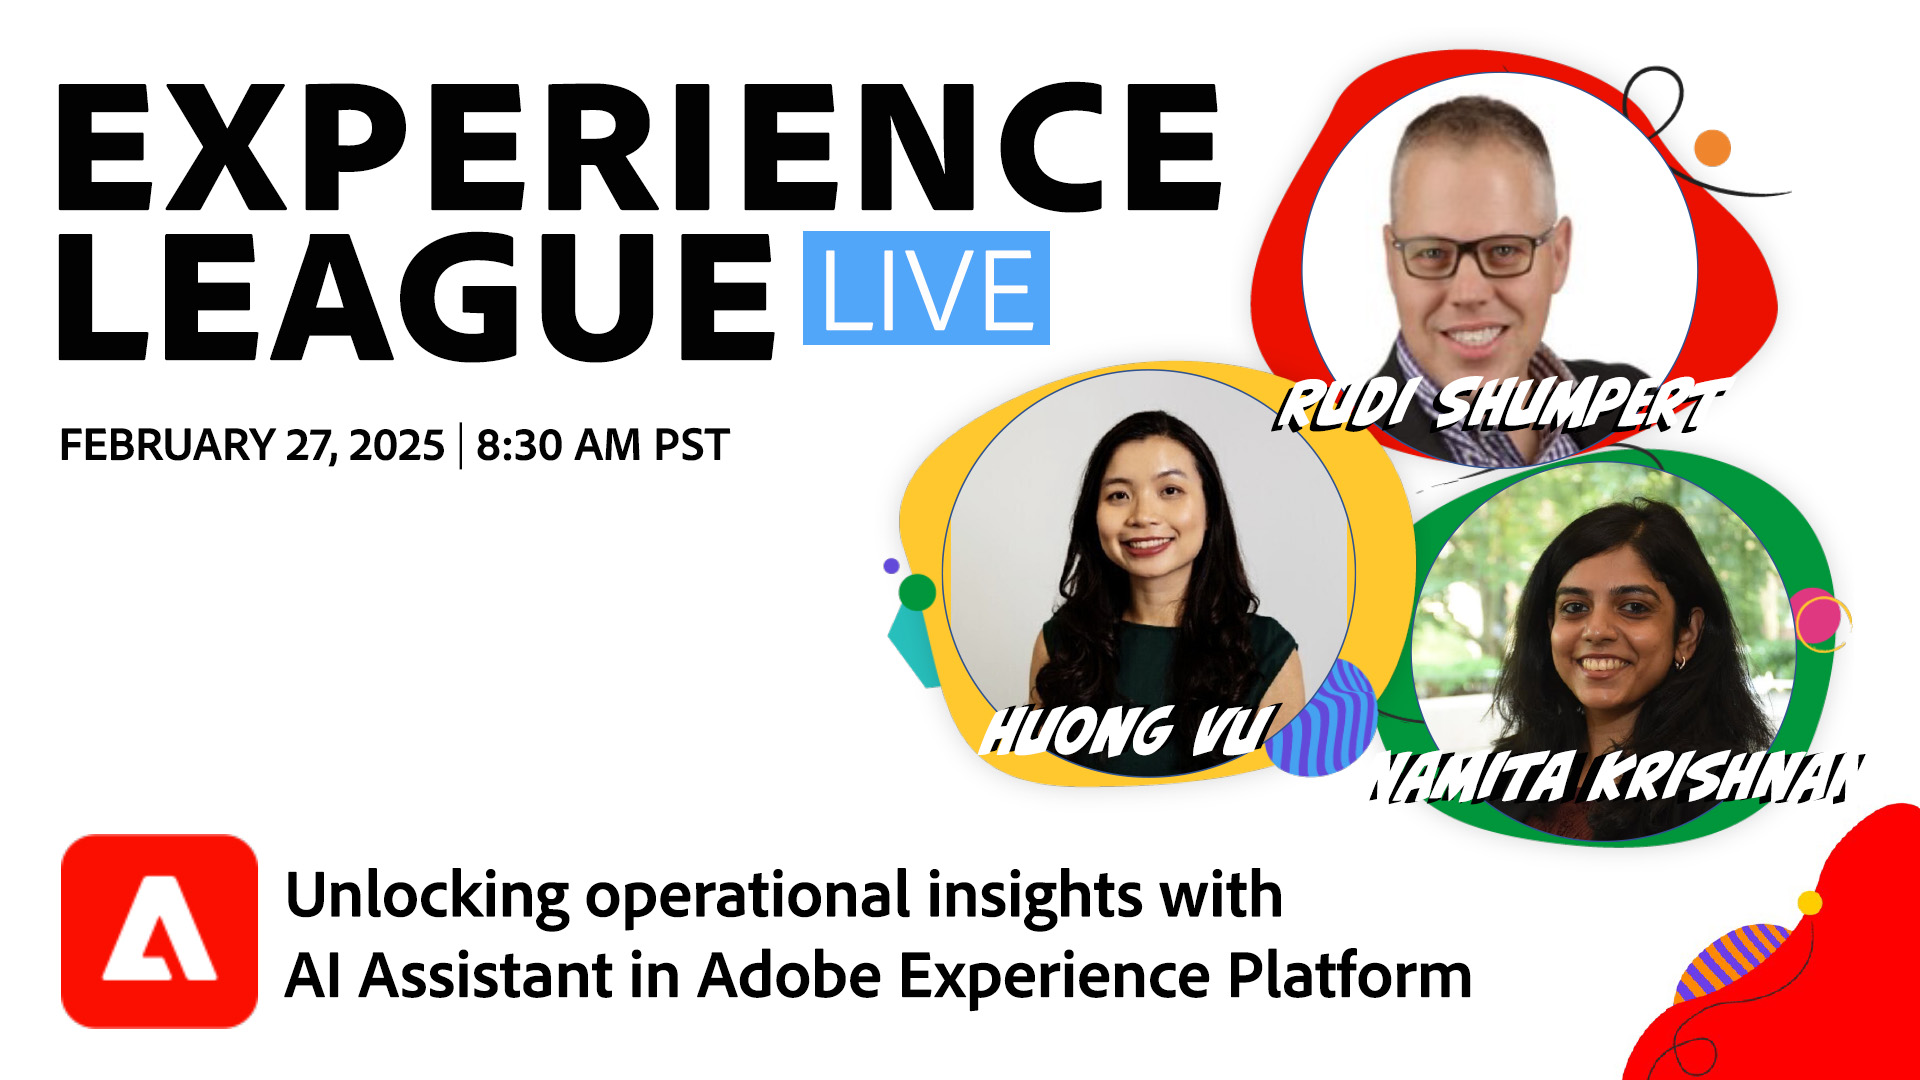 EXPERIENCE
LEAGUE LIVE
FEBRUARY 27, 2025 | 8:30 AM PST
RUDI SHUMPERT
HUONG VU
NAMITA KRISHNAN
Unlocking operational insights with
AI Assistant in Adobe Experience Platform